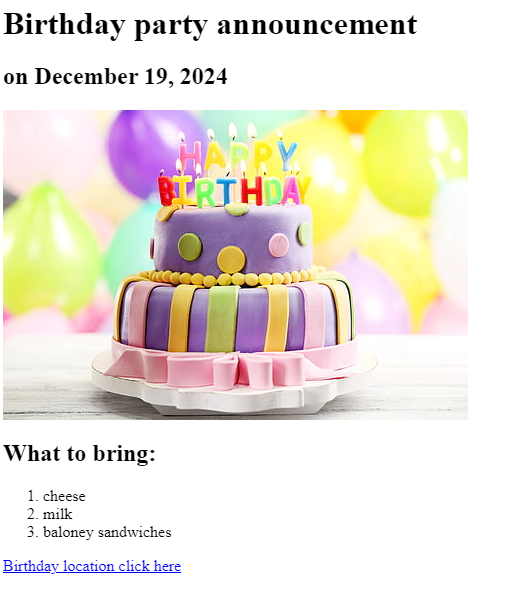 Birthday party announcement
on December 19, 2024
HAPPY
BIRTHDAY
What to bring:
1. cheese
2. milk
3. baloney sandwiches
Birthday location click here